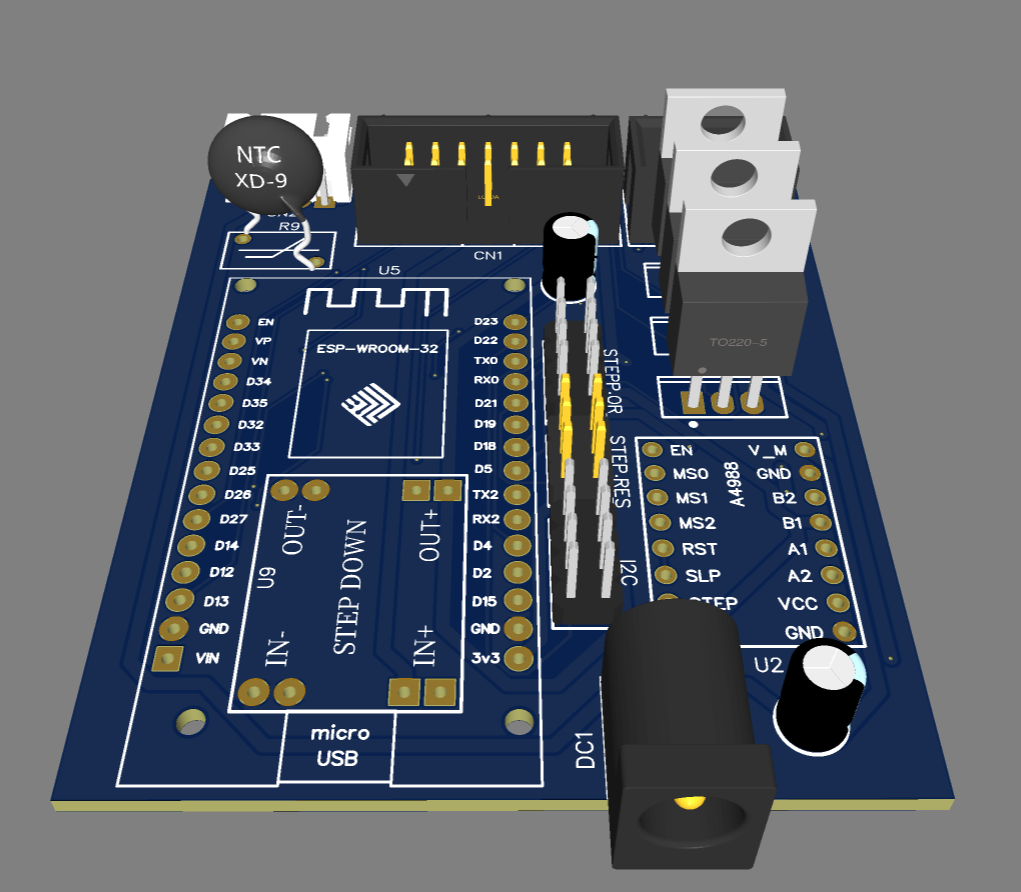 NTC
XD-9
R9
U5
CN1
EN
VP
VN
D34
D35
D32
D33
D25
D26
D27
D14
D12
D13
GND
VIN
ESP-WROOM-32
D23
D22
TX0
RX0
D21
D19
D18
D5
TX2
RX2
D4
D2
D15
GND
3v3
OUT-
OUT+
U9
STEP DOWN
IN-
IN+
micro
USB
STEPP.OR
STEP.RES
I2C
TO220-5
EN
MS0
MS1
MS2
RST
SLP
STEP
A4988
V_M
GND
B2
B1
A1
A2
VCC
GND
U2
DC1